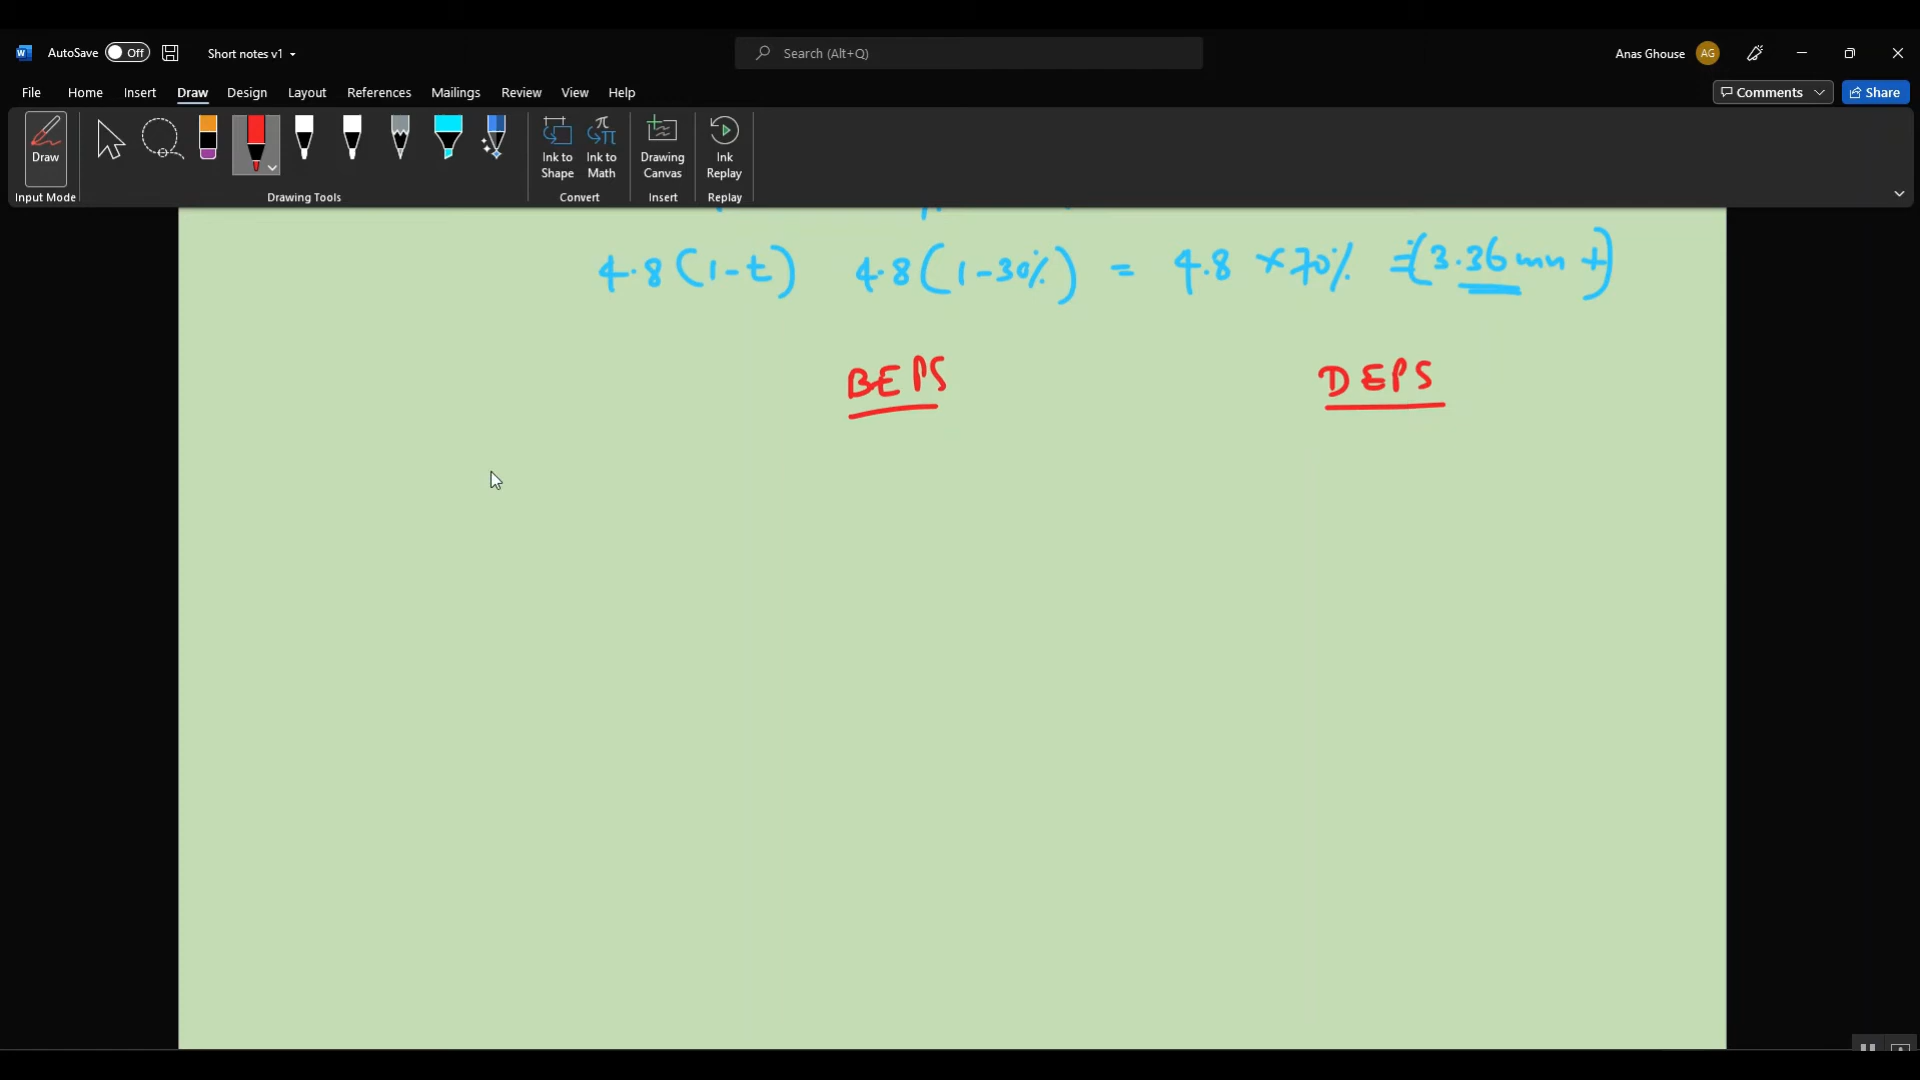 AutoSave Off Short notes v1 Search (Alt+Q) Anas Ghouse AG
File Home Insert Draw Design Layout References Mailings Review View Help Comments Share
Draw Ink to Shape Ink to Math Drawing Canvas Ink Replay
Input Mode Drawing Tools Convert Insert Replay
4.8 (1-t) 4.8 (1-30%) = 4.8 x 70% = (3.36 mn +)
BEPS DEPS